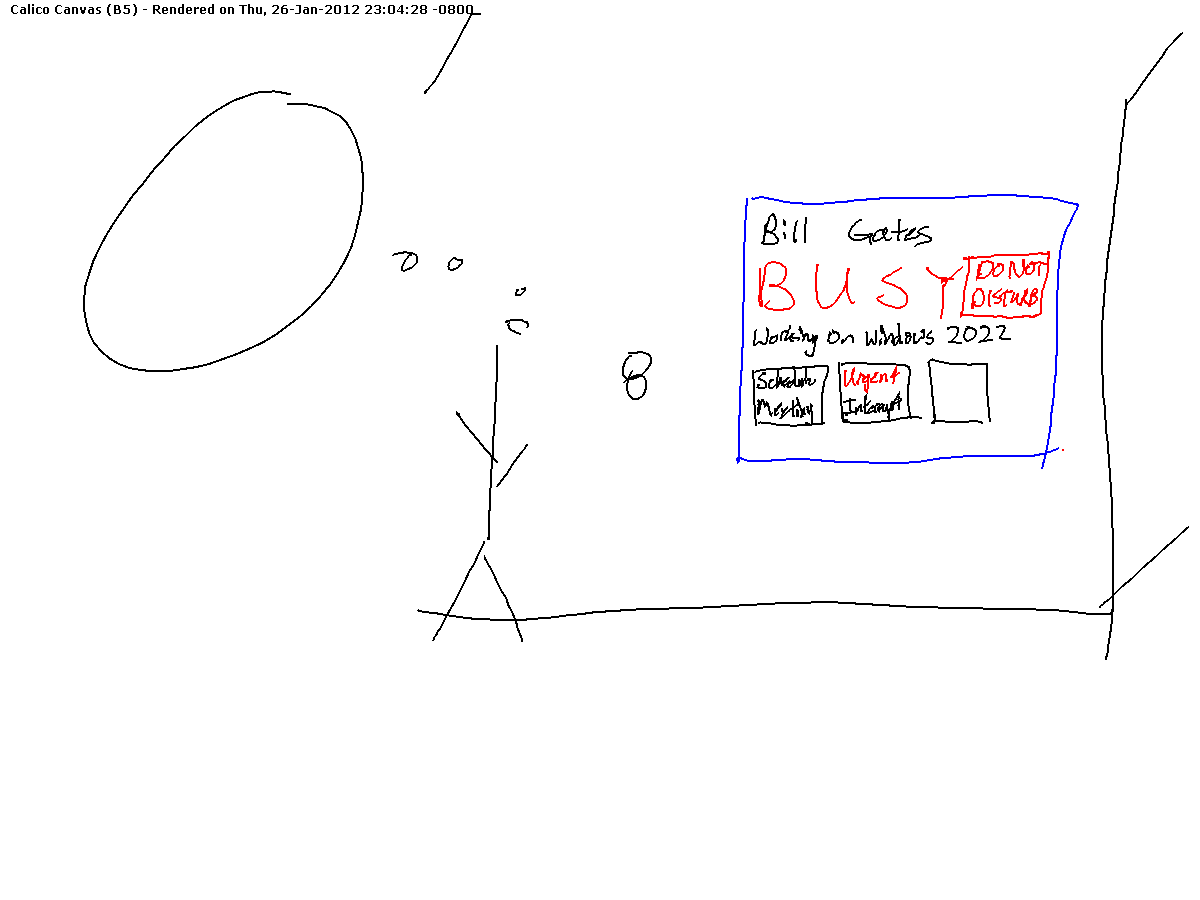 Calico Canvas (B5) - Rendered on Thu, 26-Jan-2012 23:04:28 -0800
Bill Gates
BUSY
DO NOT
DISTURB
Working On Windows 2022
Schedule
Meeting
Urgent
Interrupt